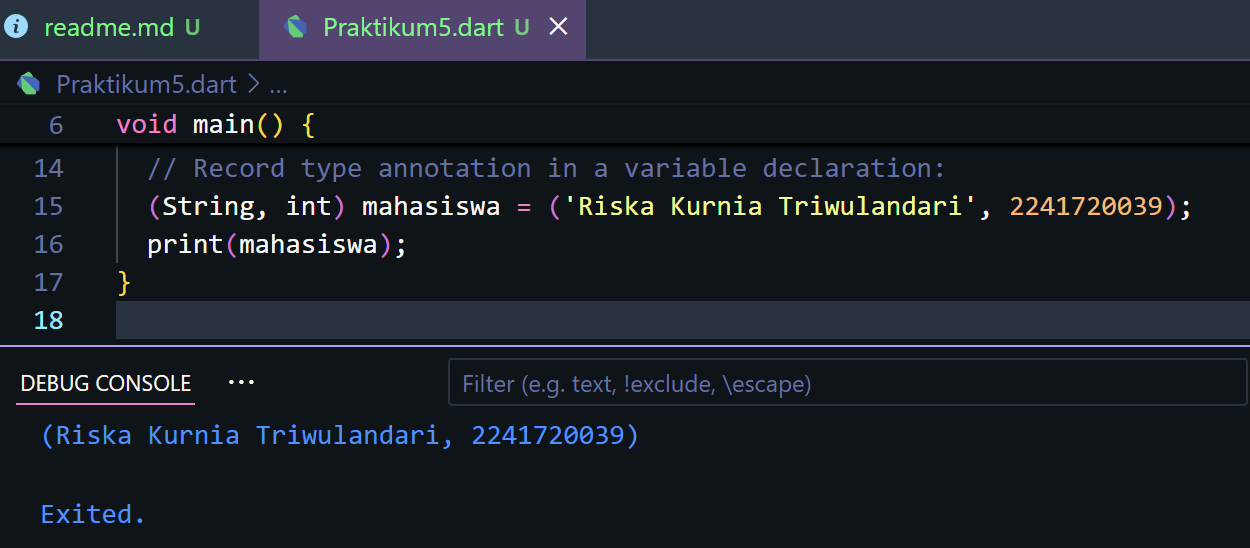 readme.md U Praktikum5.dart U
Praktikum5.dart > ...
6 void main() {
14 // Record type annotation in a variable declaration:
15 (String, int) mahasiswa = ('Riska Kurnia Triwulandari', 2241720039);
16 print(mahasiswa);
17 }
18
DEBUG CONSOLE ... Filter (e.g. text, !exclude, \escape)
(Riska Kurnia Triwulandari, 2241720039)
Exited.